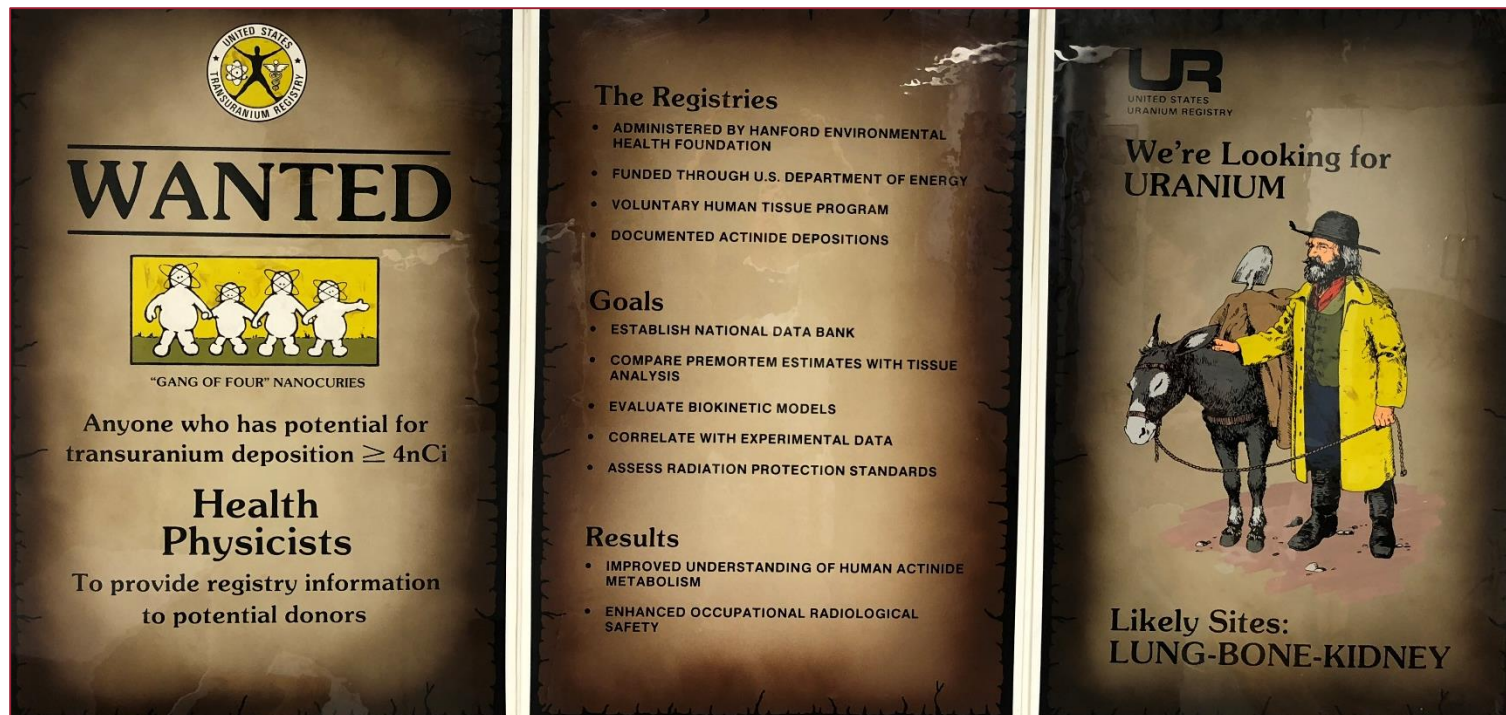 UNITED STATES
TRANSURANIUM REGISTRY
WANTED
"GANG OF FOUR" NANOCURIES
Anyone who has potential for
transuranium deposition ≥ 4nCi
Health
Physicists
To provide registry information
to potential donors
The Registries
• ADMINISTERED BY HANFORD ENVIRONMENTAL
HEALTH FOUNDATION
• FUNDED THROUGH U.S. DEPARTMENT OF ENERGY
• VOLUNTARY HUMAN TISSUE PROGRAM
• DOCUMENTED ACTINIDE DEPOSITIONS
Goals
• ESTABLISH NATIONAL DATA BANK
• COMPARE PREMORTEM ESTIMATES WITH TISSUE
ANALYSIS
• EVALUATE BIOKINETIC MODELS
• CORRELATE WITH EXPERIMENTAL DATA
• ASSESS RADIATION PROTECTION STANDARDS
Results
• IMPROVED UNDERSTANDING OF HUMAN ACTINIDE
METABOLISM
• ENHANCED OCCUPATIONAL RADIOLOGICAL
SAFETY
UR
UNITED STATES
URANIUM REGISTRY
We're Looking for
URANIUM
Likely Sites:
LUNG-BONE-KIDNEY